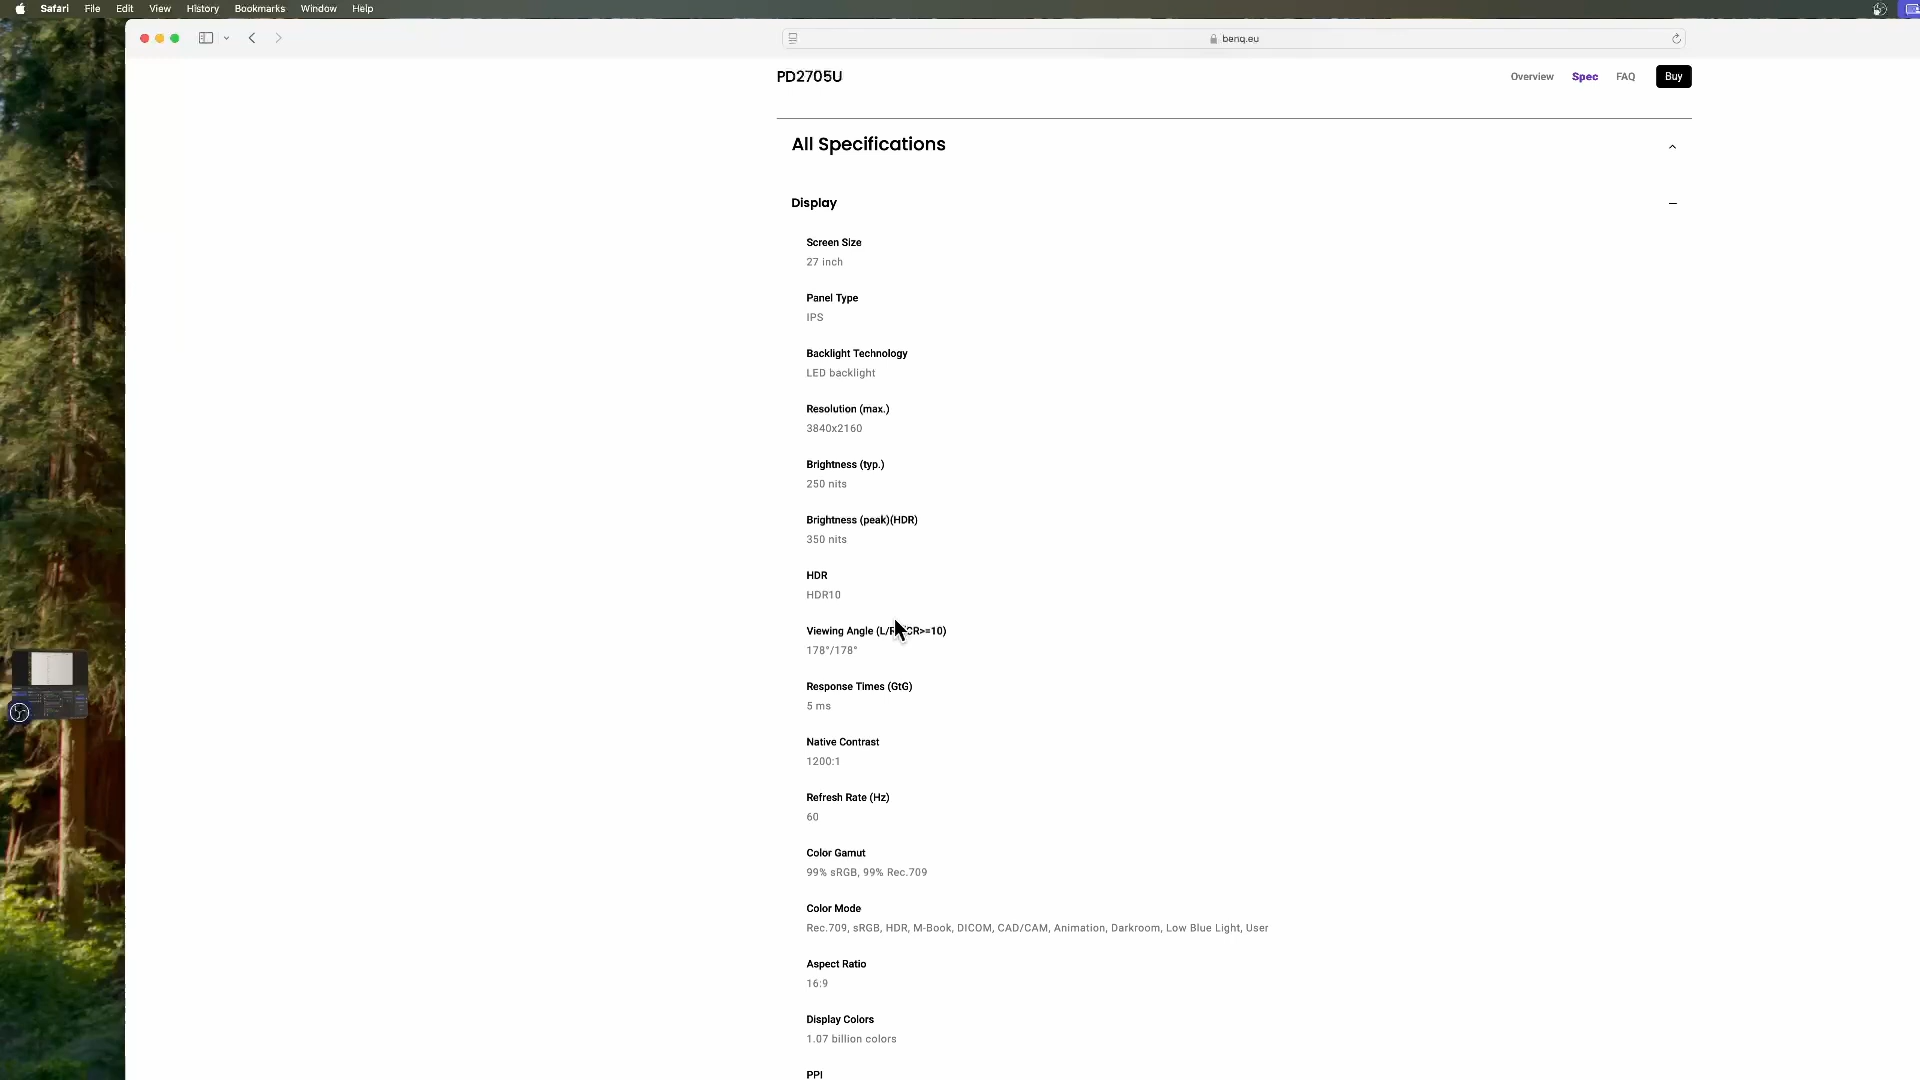 Safari File Edit View History Bookmarks Window Help
benq.eu
PD2705U Overview Spec FAQ Buy
All Specifications
Display
Screen Size
27 inch
Panel Type
IPS
Backlight Technology
LED backlight
Resolution (max.)
3840x2160
Brightness (typ.)
250 nits
Brightness (peak)(HDR)
350 nits
HDR
HDR10
Viewing Angle CR>=10)
178°/178°
Response Times (GtG)
5 ms
Native Contrast
1200:1
Refresh Rate (Hz)
60
Color Gamut
99% sRGB, 99% Rec.709
Color Mode
Rec.709, sRGB, HDR, M-Book, DICOM, CAD/CAM, Animation, Darkroom, Low Blue Light, User
Aspect Ratio
16:9
Display Colors
1.07 billion colors
PPI